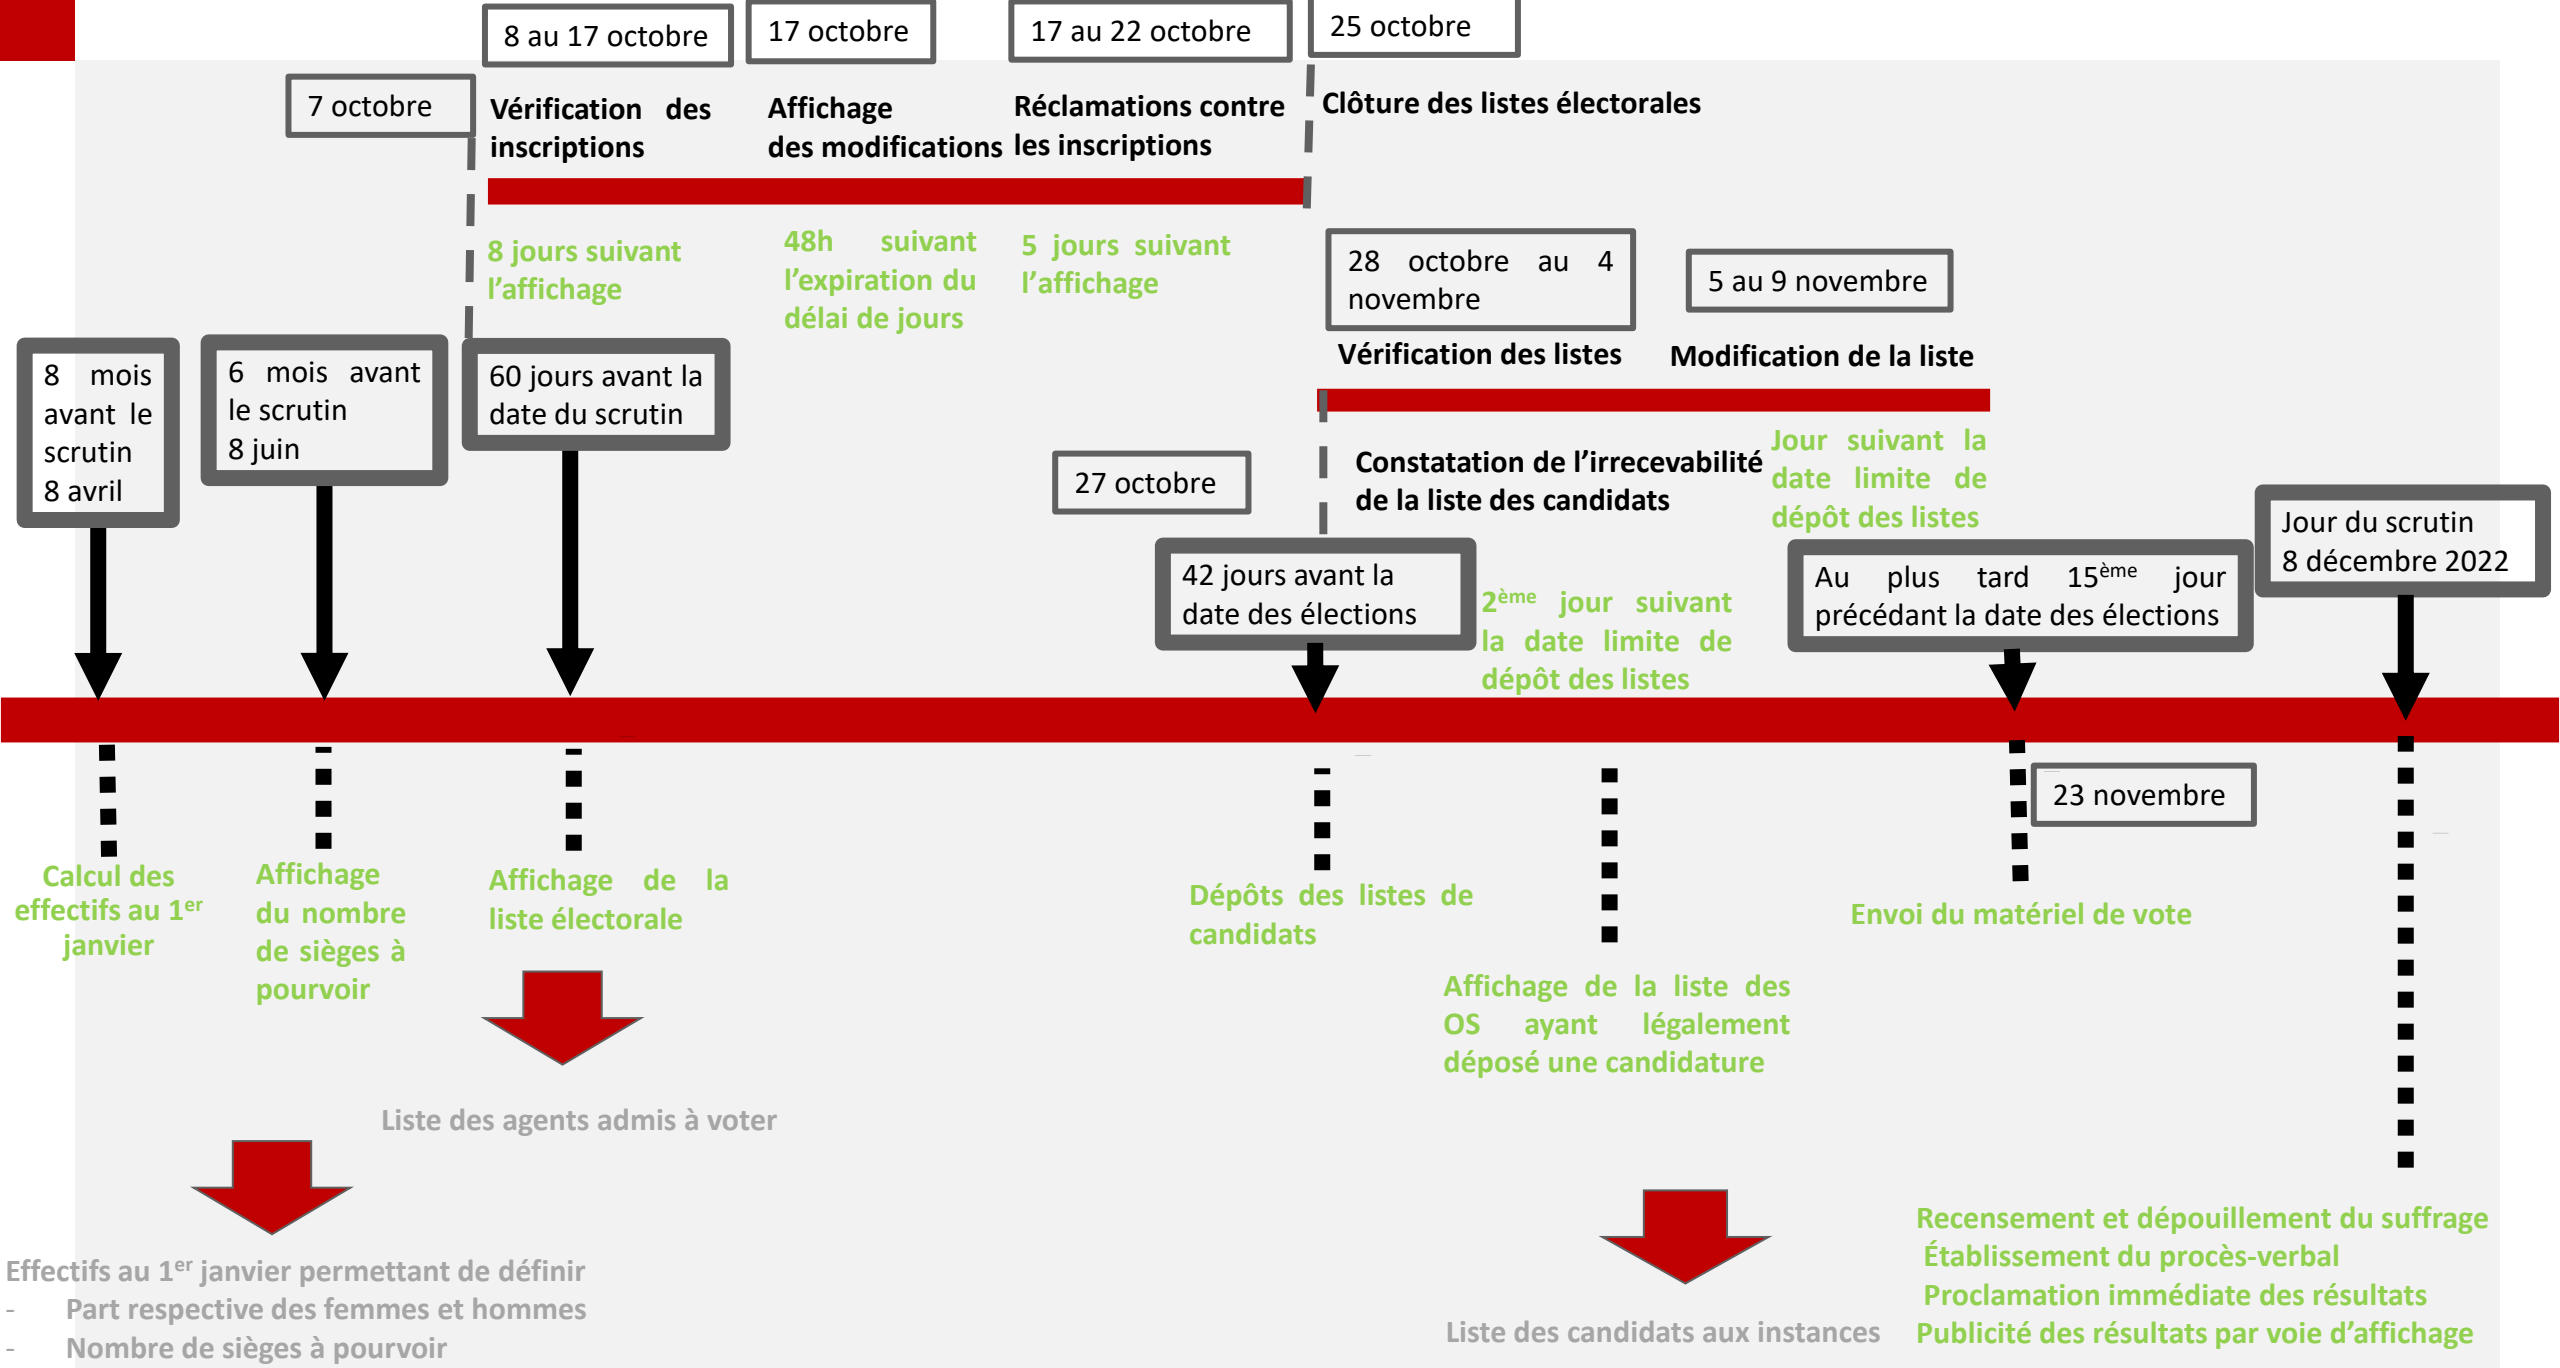 8 au 17 octobre
17 octobre
17 au 22 octobre
25 octobre
7 octobre
Vérification des
inscriptions
Affichage
des modifications
Réclamations contre
les inscriptions
Clôture des listes électorales
8 jours suivant
l’affichage
48h suivant
l’expiration du
délai de jours
5 jours suivant
l’affichage
28 octobre au 4
novembre
5 au 9 novembre
Vérification des listes
Modification de la liste
8 mois
avant le
scrutin
8 avril
6 mois avant
le scrutin
8 juin
60 jours avant la
date du scrutin
27 octobre
Constatation de l’irrecevabilité
de la liste des candidats
Jour suivant la
date limite de
dépôt des listes
42 jours avant la
date des élections
2ème jour suivant
la date limite de
dépôt des listes
Au plus tard 15ème jour
précédant la date des élections
Jour du scrutin
8 décembre 2022
23 novembre
Calcul des
effectifs au 1er
janvier
Affichage
du nombre
de sièges à
pourvoir
Affichage de la
liste électorale
Dépôts des listes de
candidats
Affichage de la liste des
OS ayant légalement
déposé une candidature
Envoi du matériel de vote
Liste des agents admis à voter
Effectifs au 1er janvier permettant de définir
- Part respective des femmes et hommes
- Nombre de sièges à pourvoir
Liste des candidats aux instances
Recensement et dépouillement du suffrage
Établissement du procès-verbal
Proclamation immédiate des résultats
Publicité des résultats par voie d’affichage